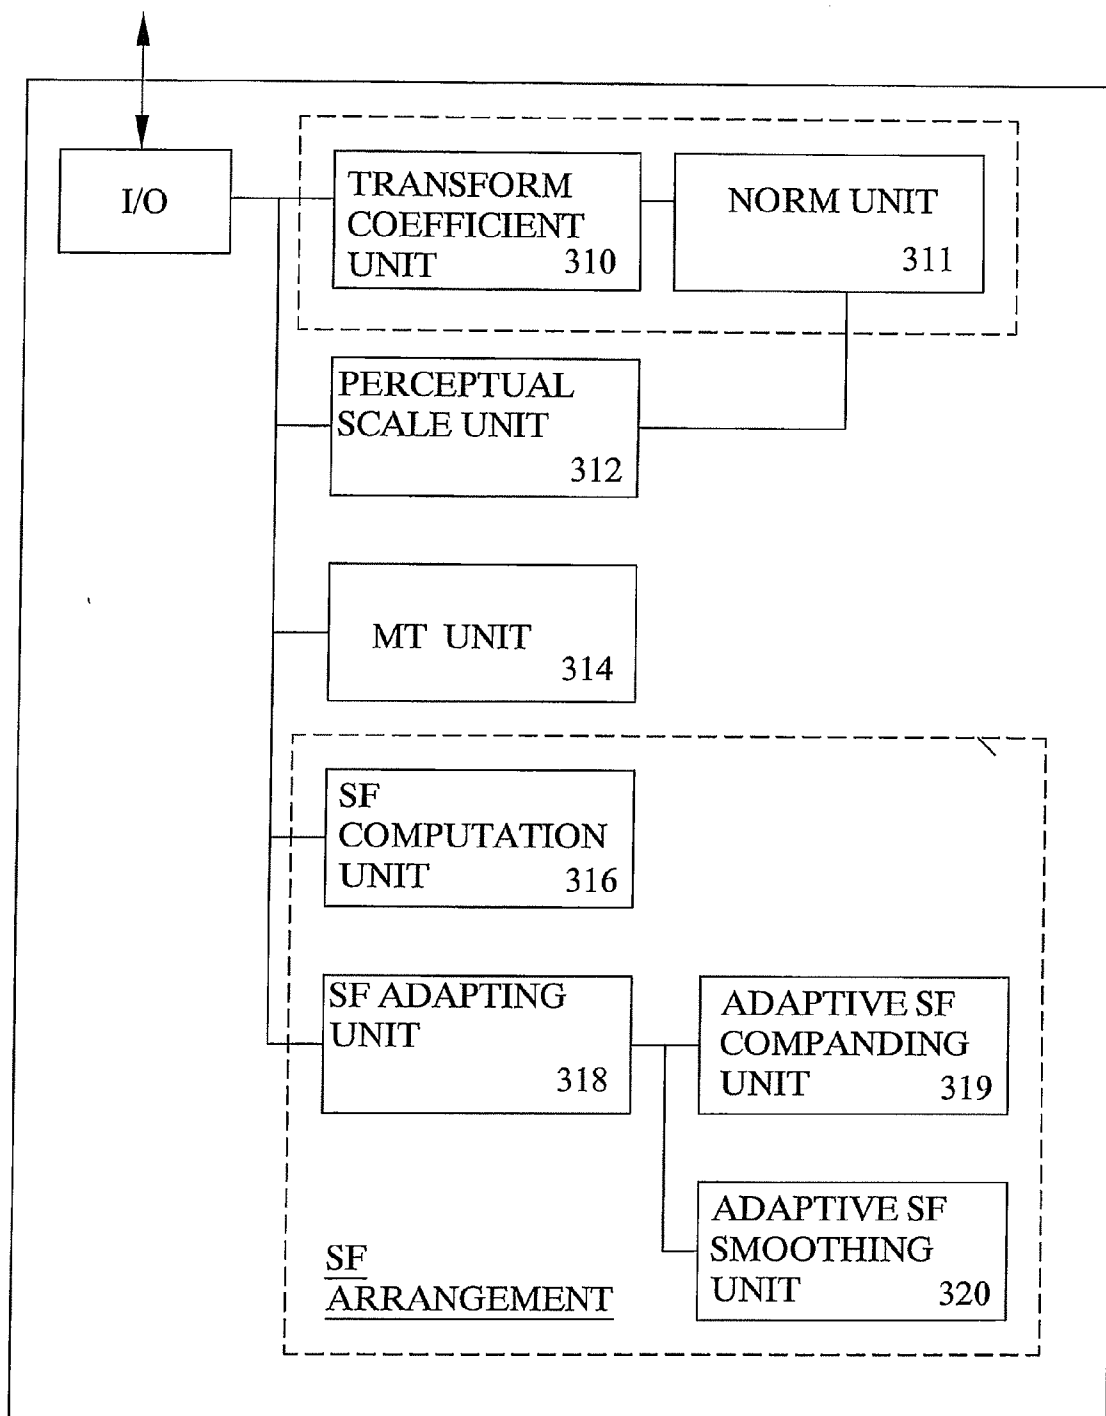 I/O
TRANSFORM
COEFFICIENT
UNIT 310
NORM UNIT
311
PERCEPTUAL
SCALE UNIT
312
MT UNIT
314
SF
COMPUTATION
UNIT 316
SF ADAPTING
UNIT
318
ADAPTIVE SF
COMPANDING
UNIT 319
ADAPTIVE SF
SMOOTHING
UNIT 320
SF
ARRANGEMENT